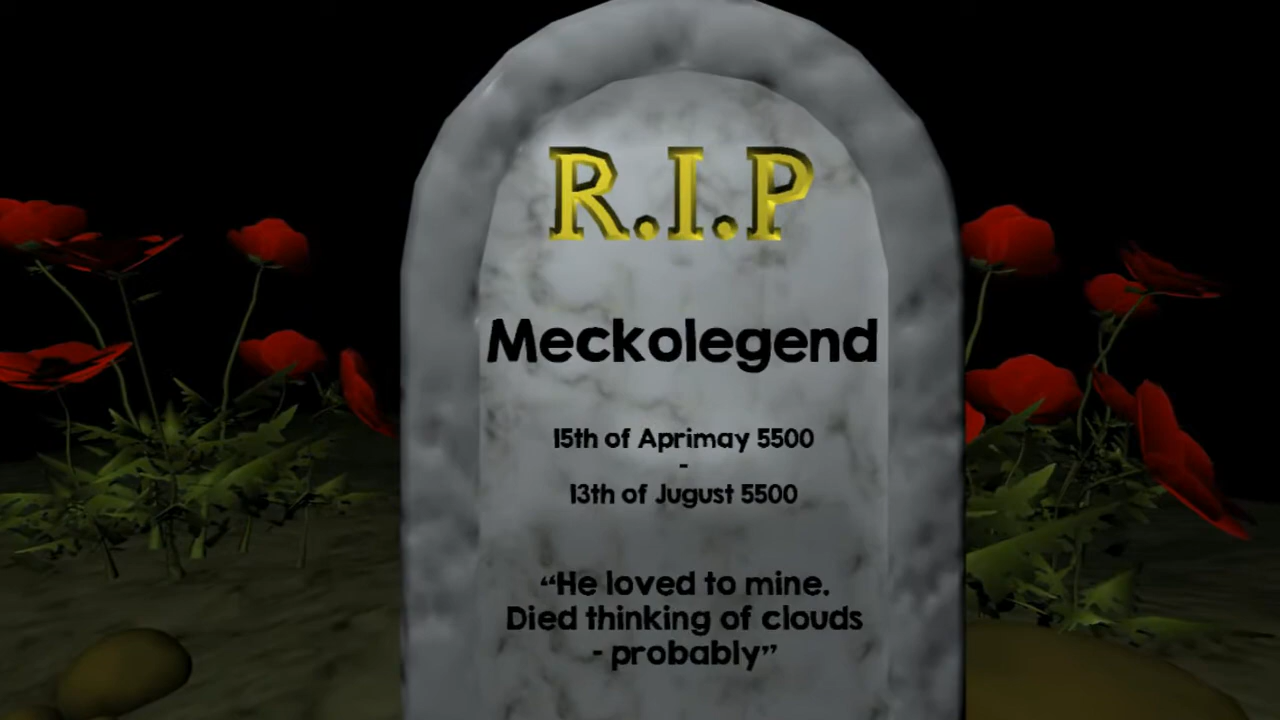 R.I.P
Meckolegend
15th of Aprimay 5500
-
13th of Jugust 5500
“He loved to mine.
Died thinking of clouds
- probably”